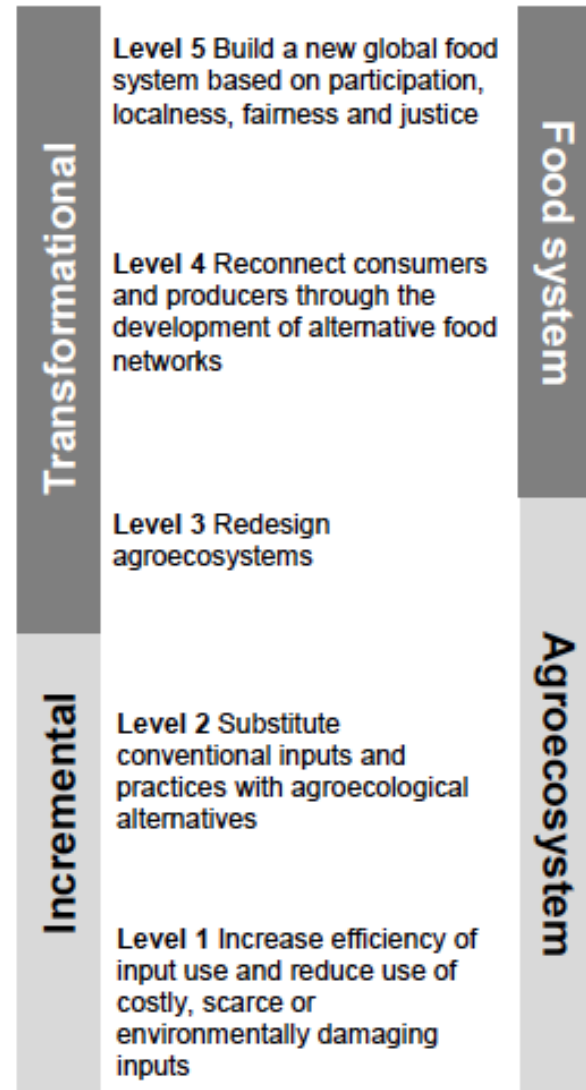 Transformational
Incremental
Level 5 Build a new global food
system based on participation,
localness, fairness and justice
Level 4 Reconnect consumers
and producers through the
development of alternative food
networks
Level 3 Redesign
agroecosystems
Level 2 Substitute
conventional inputs and
practices with agroecological
alternatives
Level 1 Increase efficiency of
input use and reduce use of
costly, scarce or
environmentally damaging
inputs
Food system
Agroecosystem